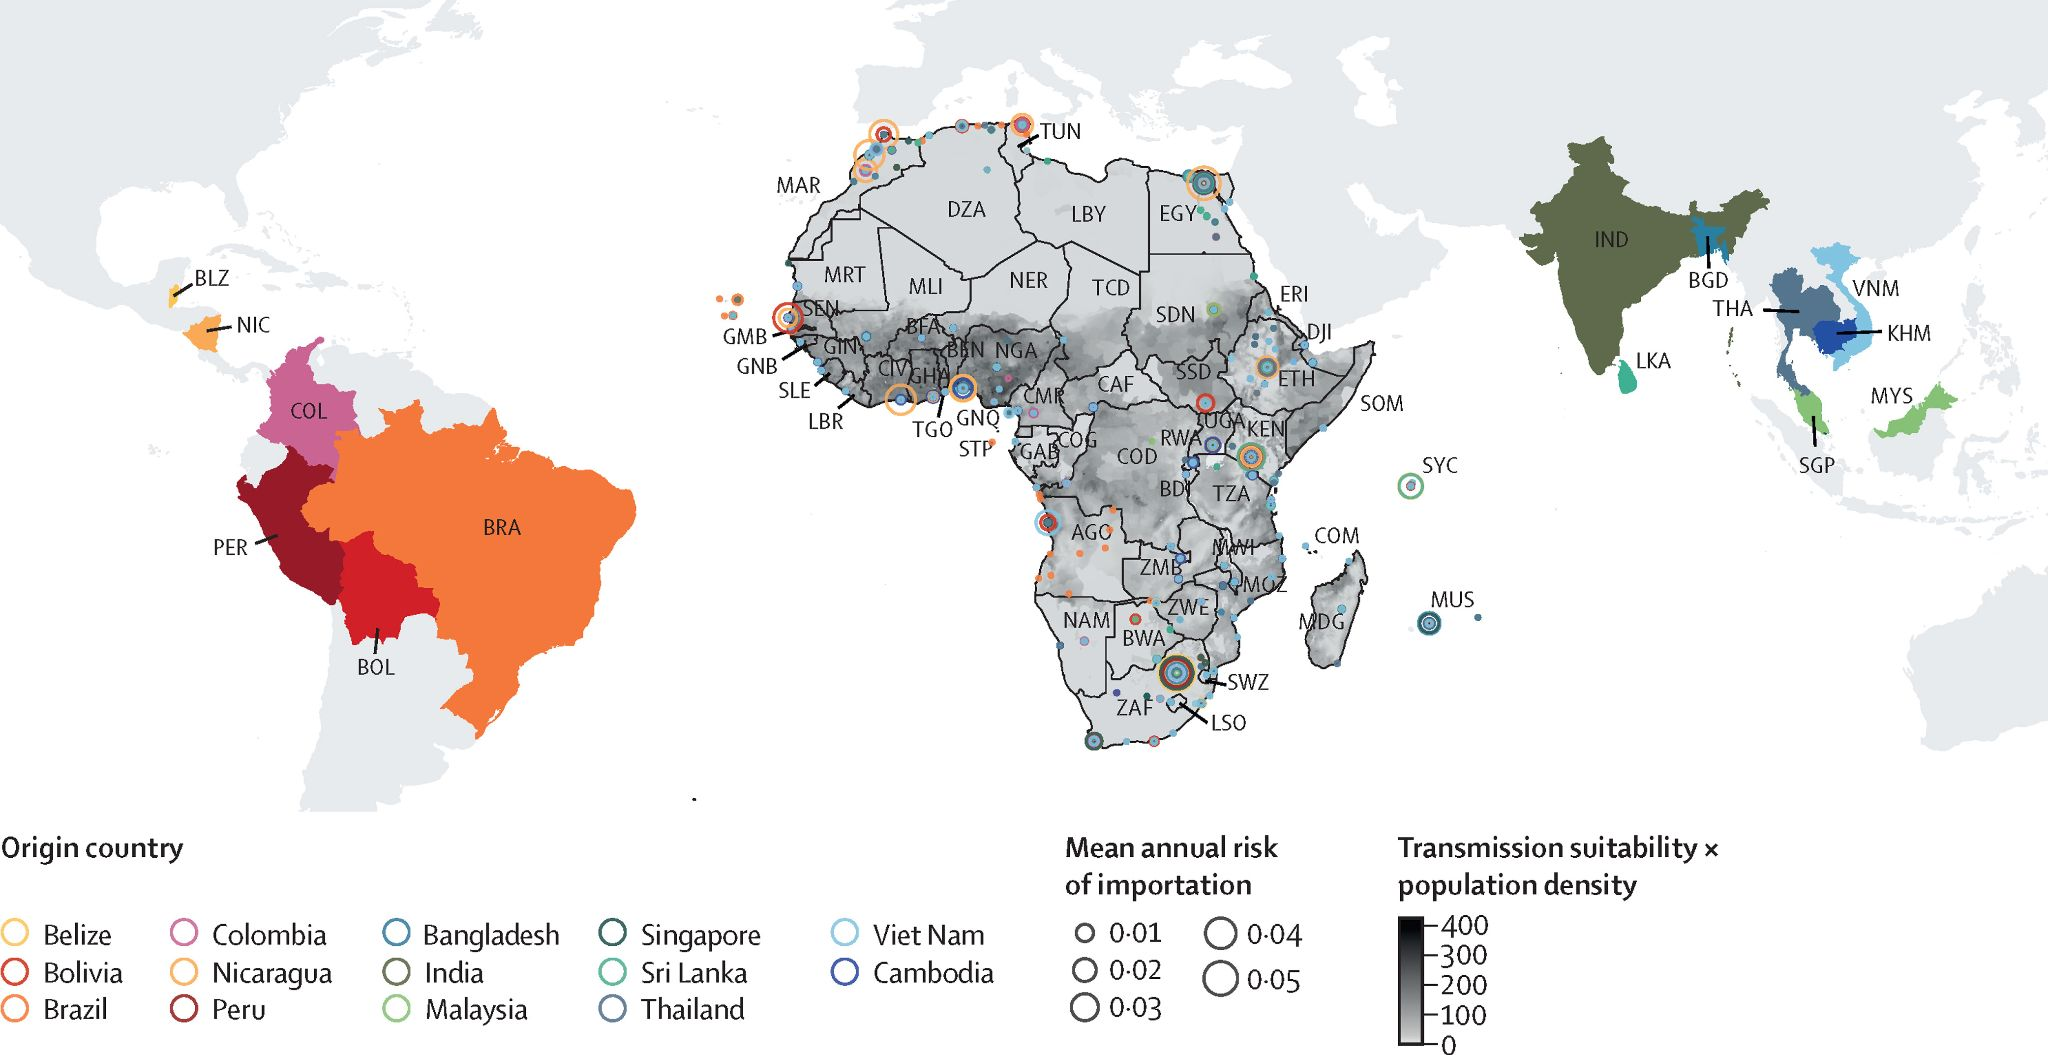 TUN
MAR
DZA
LBY
EGY
IND
BLZ
MRT
MLI
NER
TCD
BGD
VNM
THA
NIC
SEN
SDN
ERI
GMB
BFA
DJI
KHM
GNB
GIN
BEN
NGA
LKA
SLE
CIV
GHA
SSD
ETH
CAF
MYS
COL
LBR
TGO
GNQ
CMR
SOM
UGA
KEN
STP
GAB
COG
COD
RWA
SGP
SYC
BDI
TZA
PER
BRA
AGO
COM
MWI
ZMB
MOZ
MUS
ZWE
NAM
BWA
MDG
BOL
SWZ
ZAF
LSO
Origin country
Belize
Bolivia
Brazil
Colombia
Nicaragua
Peru
Bangladesh
India
Malaysia
Singapore
Sri Lanka
Thailand
Viet Nam
Cambodia
Mean annual risk
of importation
0·01
0·02
0·03
0·04
0·05
Transmission suitability ×
population density
400
300
200
100
0